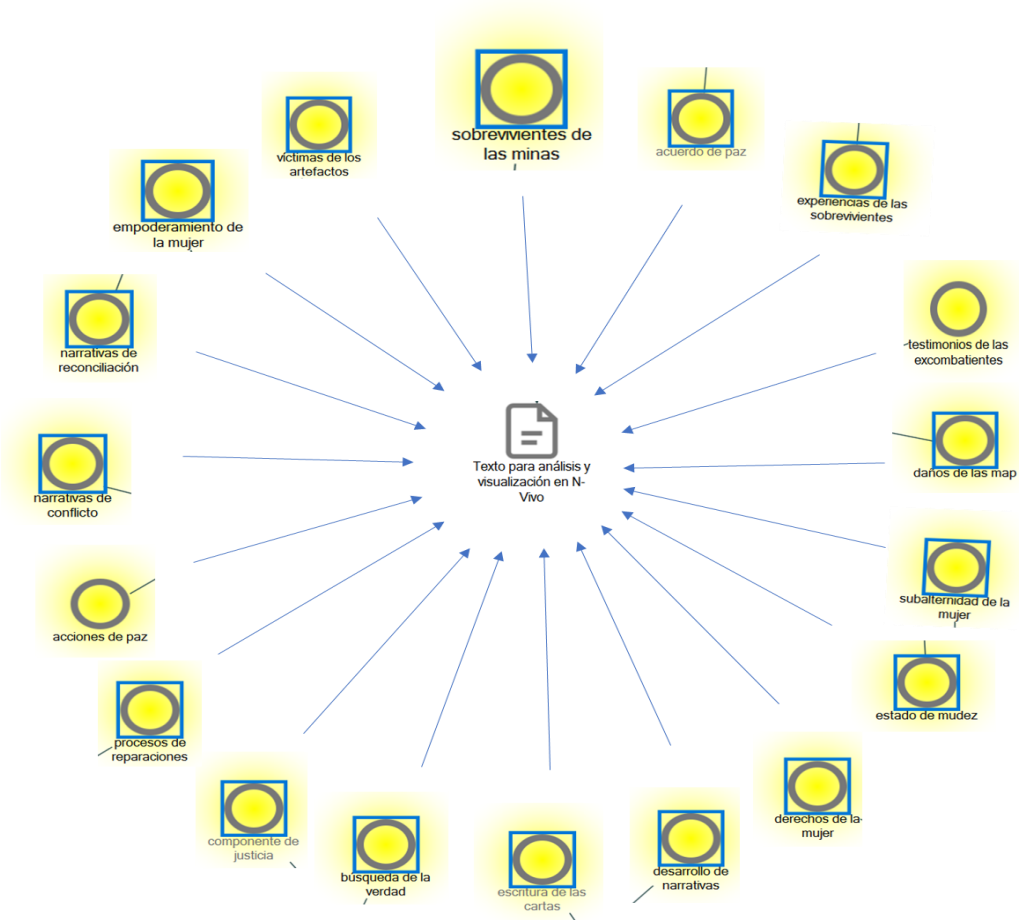 sobrevivientes de
las minas
acuerdo de paz
experiencias de las
sobrevivientes
testimonios de las
excombatientes
daños de las map
subalternidad de la
mujer
estado de mudez
derechos de la
mujer
desarrollo de
narrativas
escritura de las
cartas
búsqueda de la
verdad
componente de
justicia
procesos de
reparaciones
acciones de paz
narrativas de
conflicto
narrativas de
reconciliación
empoderamiento de
la mujer
víctimas de los
artefactos
Texto para análisis y
visualización en N-
Vivo